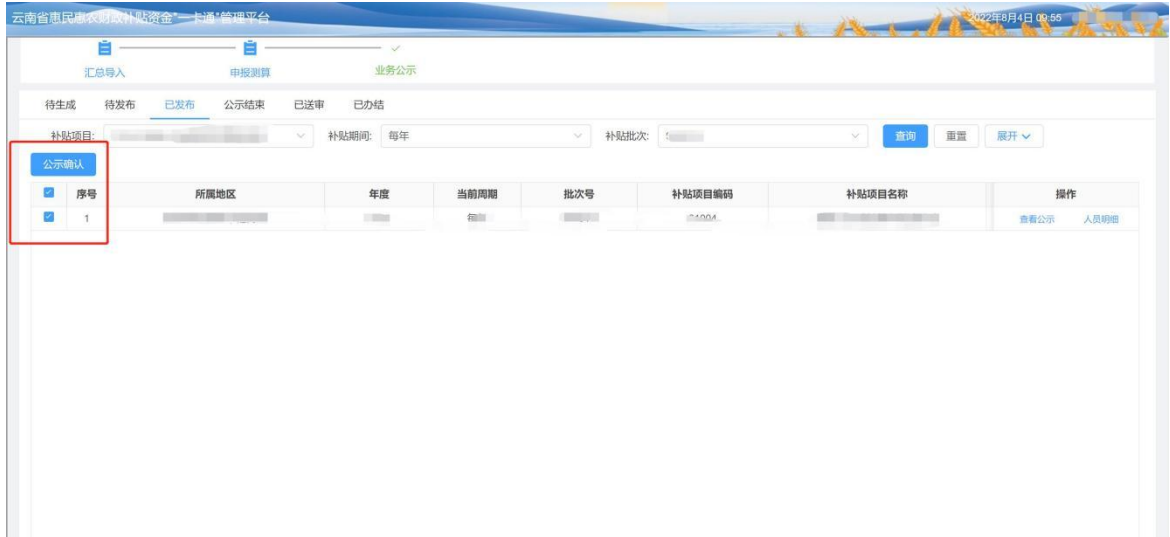 云南省惠民惠农财政补贴资金"一卡通"管理平台 2022年8月4日 09:55
汇总导入 申报测算 业务公示
待生成 待发布 已发布 公示结束 已送审 已办结
补贴项目: 补贴期间: 每年 补贴批次: 查询 重置 展开
公示确认
序号 所属地区 年度 当前周期 批次号 补贴项目编码 补贴项目名称 操作
1 查看公示 人员明细